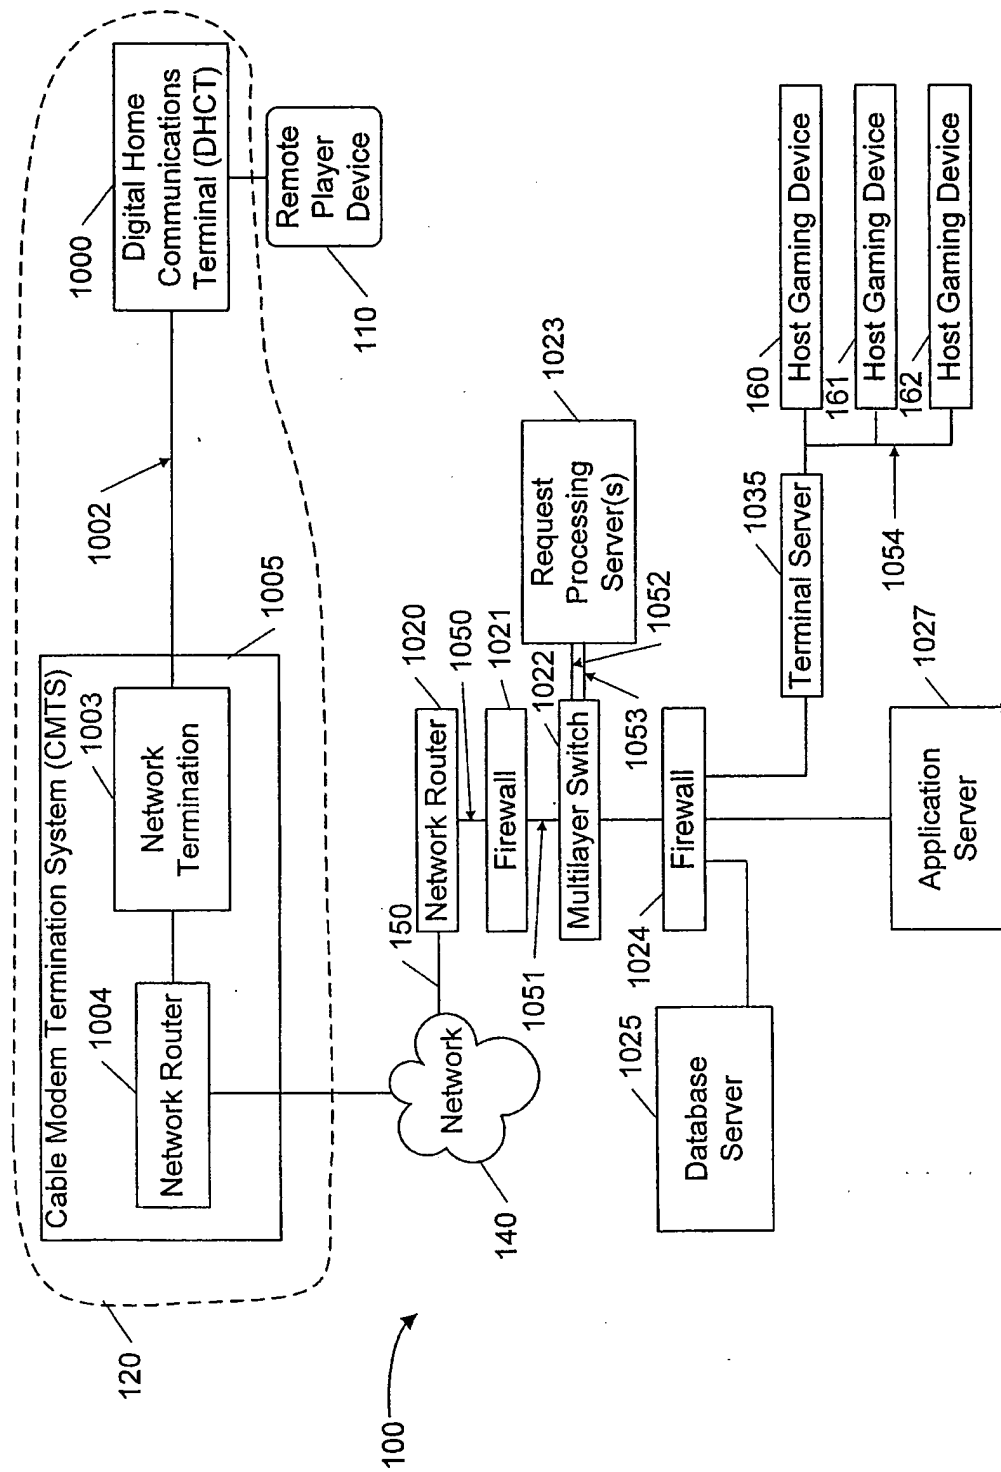 120
Cable Modem Termination System (CMTS)
1004
Network Router
1003
Network
Termination
1005
1002
1000
Digital Home
Communications
Terminal (DHCT)
Remote
Player
Device
110
100
140
Network
150
1020
Network Router
1050
1021
Firewall
1051
1022
Multilayer Switch
1023
Request
Processing
Server(s)
1052
1053
1024
Firewall
1025
Database
Server
1027
Application
Server
1035
Terminal Server
1054
160
Host Gaming Device
161
Host Gaming Device
162
Host Gaming Device